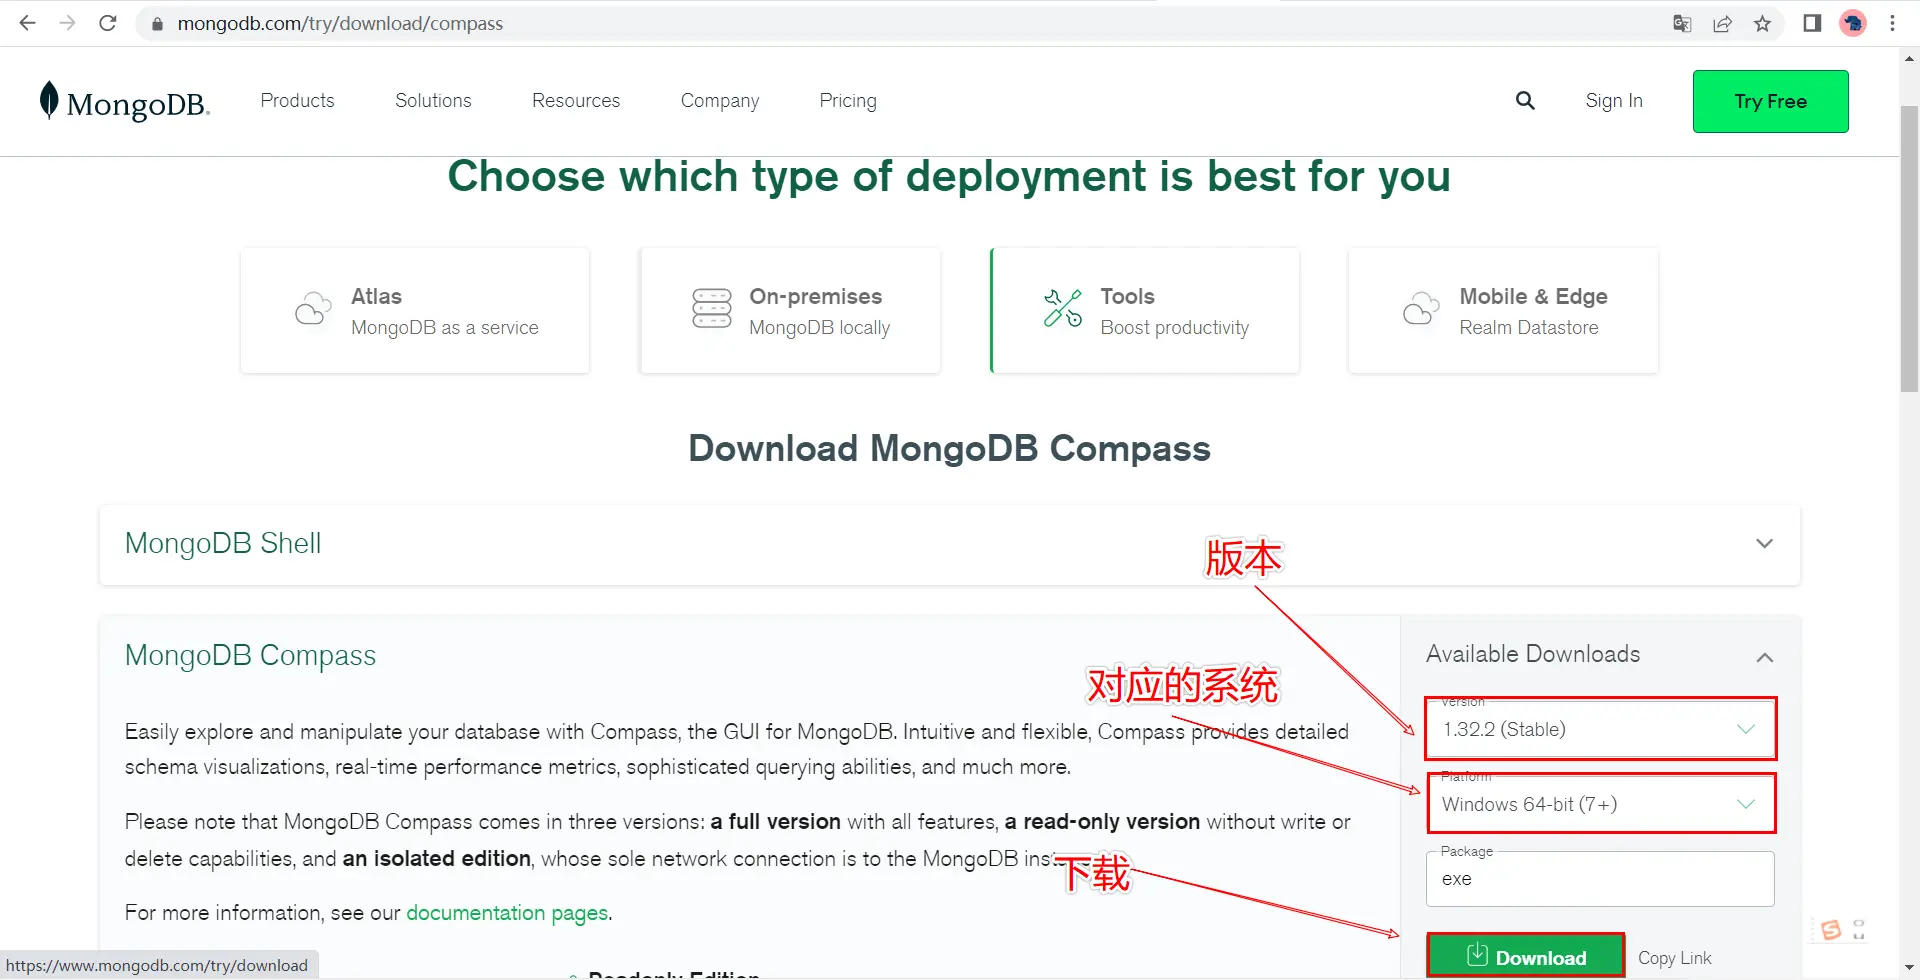 mongodb.com/try/download/compass
MongoDB.
Products
Solutions
Resources
Company
Pricing
Sign In
Try Free
Choose which type of deployment is best for you
Atlas
MongoDB as a service
On-premises
MongoDB locally
Tools
Boost productivity
Mobile & Edge
Realm Datastore
Download MongoDB Compass
MongoDB Shell
版本
MongoDB Compass
对应的系统
Easily explore and manipulate your database with Compass, the GUI for MongoDB. Intuitive and flexible, Compass provides detailed
schema visualizations, real-time performance metrics, sophisticated querying abilities, and much more.
Please note that MongoDB Compass comes in three versions: a full version with all features, a read-only version without write or
delete capabilities, and an isolated edition, whose sole network connection is to the MongoDB
下载
For more information, see our documentation pages.
Readonly Edition
Available Downloads
Version
1.32.2 (Stable)
Platform
Windows 64-bit (7+)
Package
exe
Download
Copy Link
https://www.mongodb.com/try/download